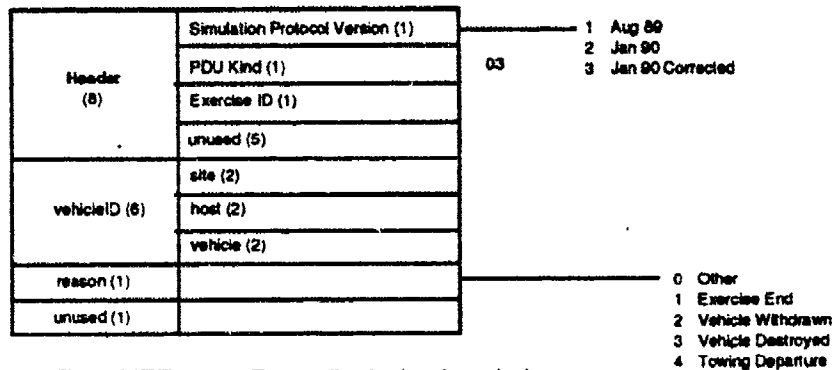 Header
(8)
Simulation Protocol Version (1)
PDU Kind (1)
Exercise ID (1)
unused (5)
03
1 Aug 89
2 Jan 90
3 Jan 90 Corrected
vehicleID (6)
site (2)
host (2)
vehicle (2)
reason (1)
unused (1)
0 Other
1 Exercise End
2 Vehicle Withdrawn
3 Vehicle Destroyed
4 Towing Departure